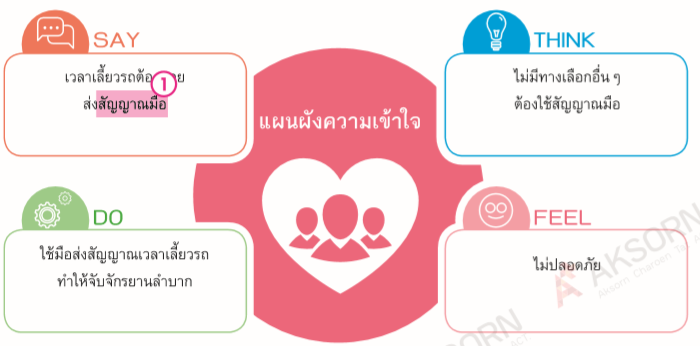 SAY
เวลาเลี้ยวรถต้อ
ส่งสัญญาณมือ
1
THINK
ไม่มีทางเลือกอื่น ๆ
ต้องใช้สัญญาณมือ
แผนผังความเข้าใจ
DO
ใช้มือส่งสัญญาณเวลาเลี้ยวรถ
ทำให้จับจักรยานลำบาก
FEEL
ไม่ปลอดภัย
AKSORN
Aksorn Charoen